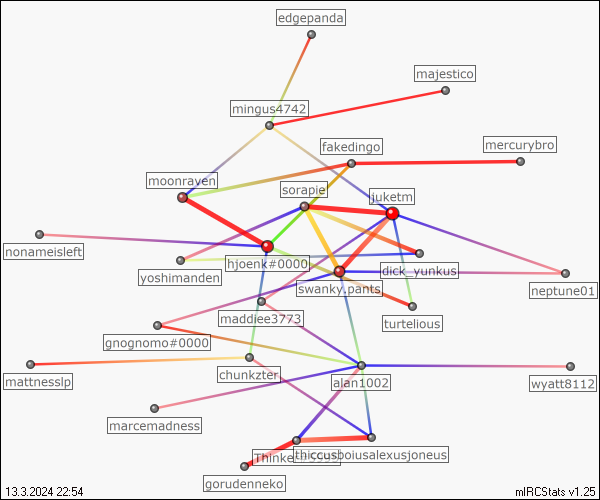 edgepanda
majestico
mingus4742
mercurybro
fakedingo
moonraven
sorapie
juketm
nonameisleft
hjoenk#0000
dick_yunkus
yoshimanden
swanky.pants.
neptune01
maddiee3773
turtelious
gnognomo#0000
mattnesslp
chunkzter
alan1002
wyatt8112
marcemadness
thiccusboiusalexusjoneus
gorudenneko
13.3.2024 22:54
mIRCStats v1.25